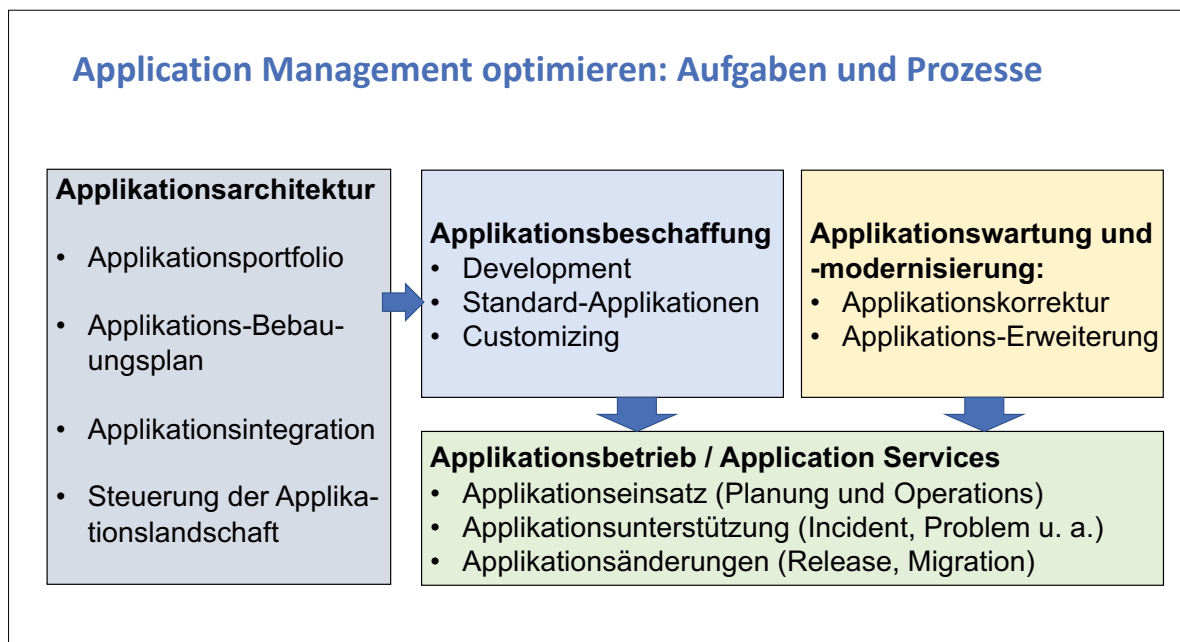 Application Management optimieren: Aufgaben und Prozesse
Applikationsarchitektur
• Applikationsportfolio
• Applikations-Bebau-
ungsplan
• Applikationsintegration
• Steuerung der Applika-
tionslandschaft
Applikationsbeschaffung
• Development
• Standard-Applikationen
• Customizing
Applikationswartung und
-modernisierung:
• Applikationskorrektur
• Applikations-Erweiterung
Applikationsbetrieb / Application Services
• Applikationseinsatz (Planung und Operations)
• Applikationsunterstützung (Incident, Problem u. a.)
• Applikationsänderungen (Release, Migration)